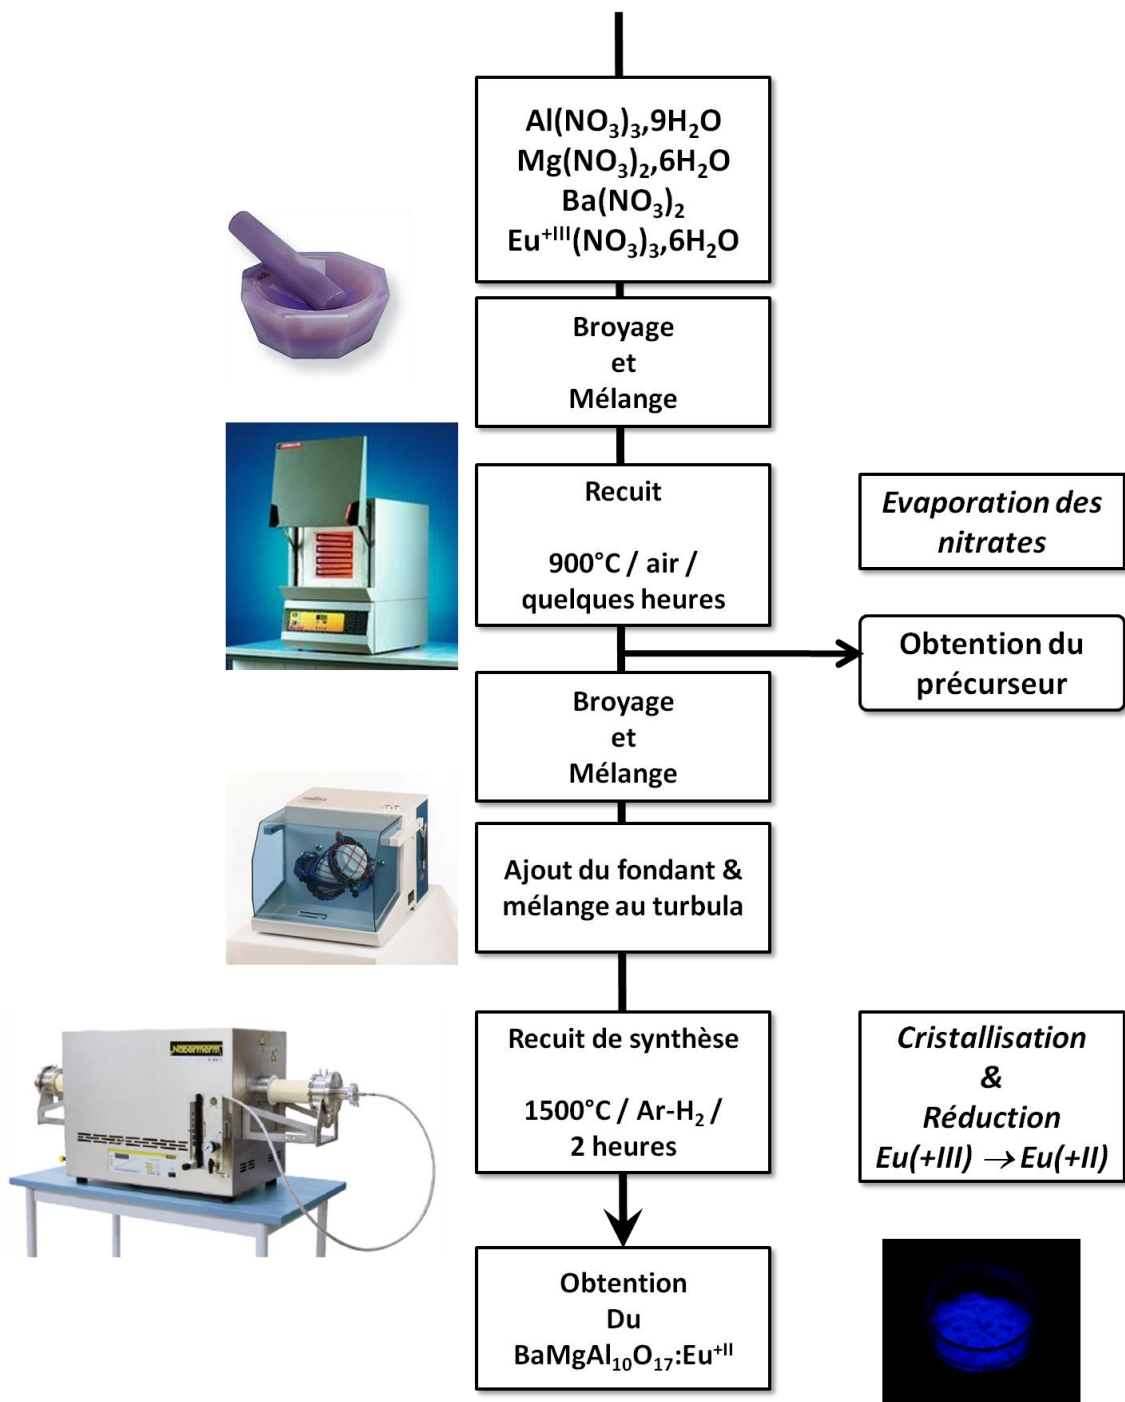 Al(NO₃)₃,9H₂O
Mg(NO₃)₂,6H₂O
Ba(NO₃)₂
Eu⁺ᴵᴵᴵ(NO₃)₃,6H₂O
Broyage
et
Mélange
Recuit
900°C / air /
quelques heures
Evaporation des
nitrates
Obtention du
précurseur
Broyage
et
Mélange
Ajout du fondant &
mélange au turbula
Recuit de synthèse
1500°C / Ar-H₂ /
2 heures
Cristallisation
&
Réduction
Eu(+III) → Eu(+II)
Nabertherm
Obtention
Du
BaMgAl₁₀O₁₇:Eu⁺ᴵᴵ